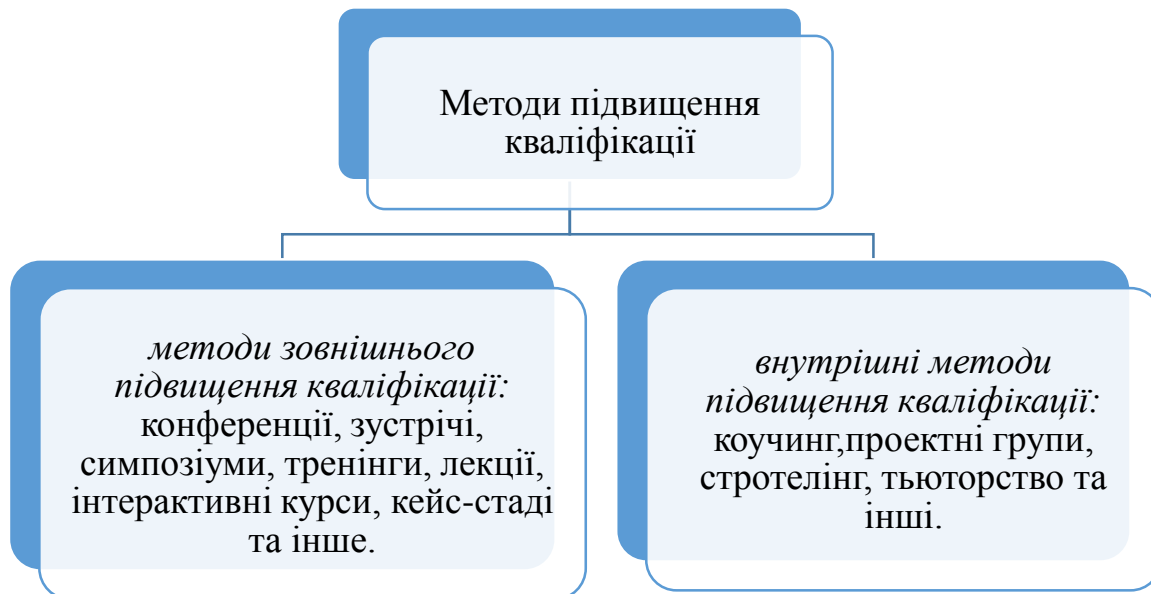 Методи підвищення
кваліфікації
методи зовнішнього
підвищення кваліфікації:
конференції, зустрічі,
симпозіуми, тренінги, лекції,
інтерактивні курси, кейс-стаді
та інше.
внутрішні методи
підвищення кваліфікації:
коучинг,проектні групи,
стротелінг, тьюторство та
інші.